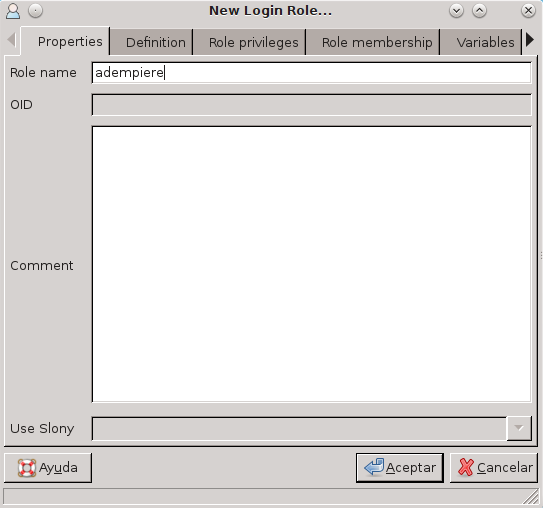 New Login Role...
Properties Definition Role privileges Role membership Variables
Role name adempiere
OID
Comment
Use Slony
Ayuda Aceptar Cancelar